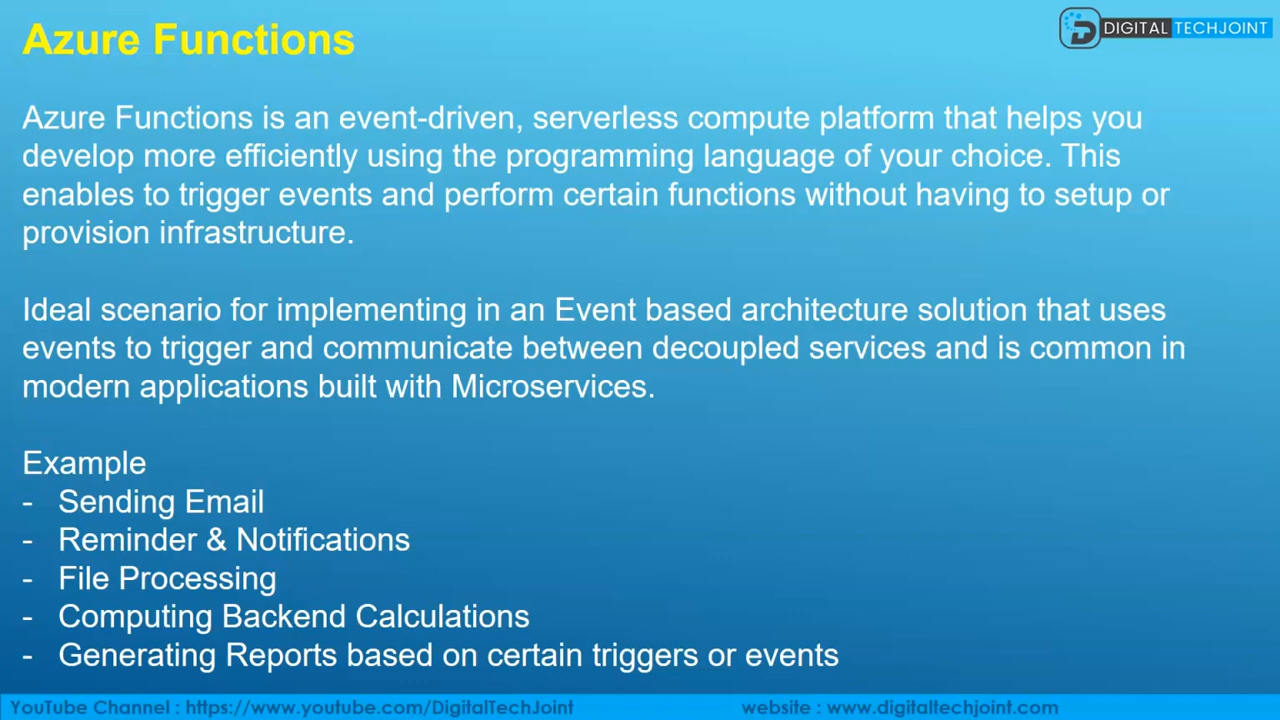 Azure Functions
DIGITAL TECHJOINT
Azure Functions is an event-driven, serverless compute platform that helps you
develop more efficiently using the programming language of your choice. This
enables to trigger events and perform certain functions without having to setup or
provision infrastructure.
Ideal scenario for implementing in an Event based architecture solution that uses
events to trigger and communicate between decoupled services and is common in
modern applications built with Microservices.
Example
- Sending Email
- Reminder & Notifications
- File Processing
- Computing Backend Calculations
- Generating Reports based on certain triggers or events
YouTube Channel : https://www.youtube.com/DigitalTechJoint
website : www.digitaltechjoint.com